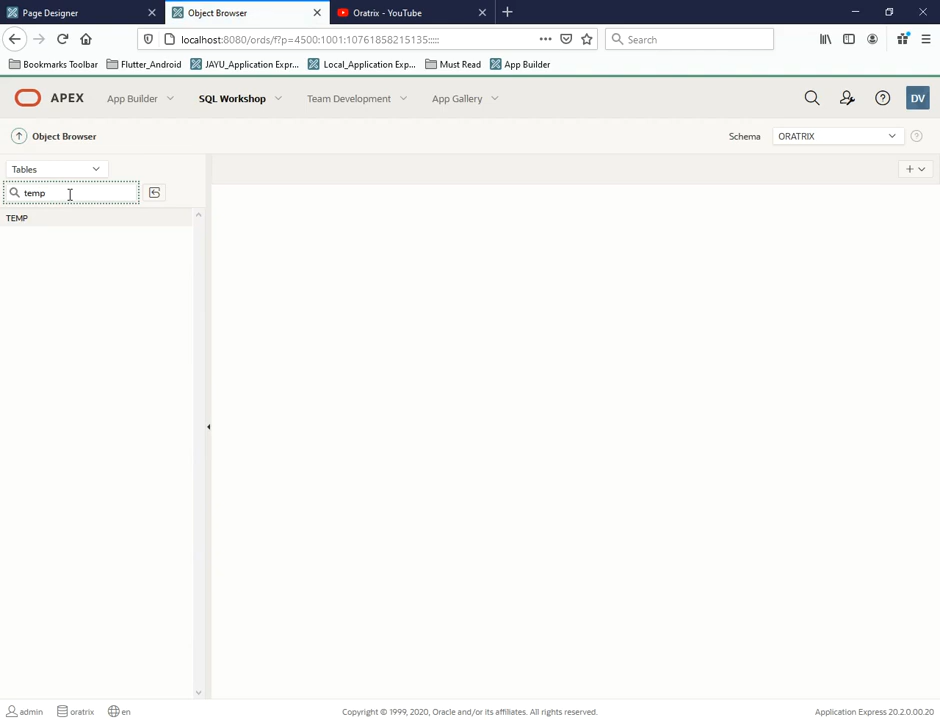 Page Designer
Object Browser
Oratrix - YouTube
localhost:8080/ords/f?p=4500:1001:10761858215135:::::
Search
Bookmarks Toolbar
Flutter_Android
JAYU_Application Expr...
Local_Application Exp...
Must Read
App Builder
APEX
App Builder
SQL Workshop
Team Development
App Gallery
DV
Object Browser
Schema
ORATRIX
Tables
temp
TEMP
admin
oratrix
en
Copyright © 1999, 2020, Oracle and/or its affiliates. All rights reserved.
Application Express 20.2.0.00.20